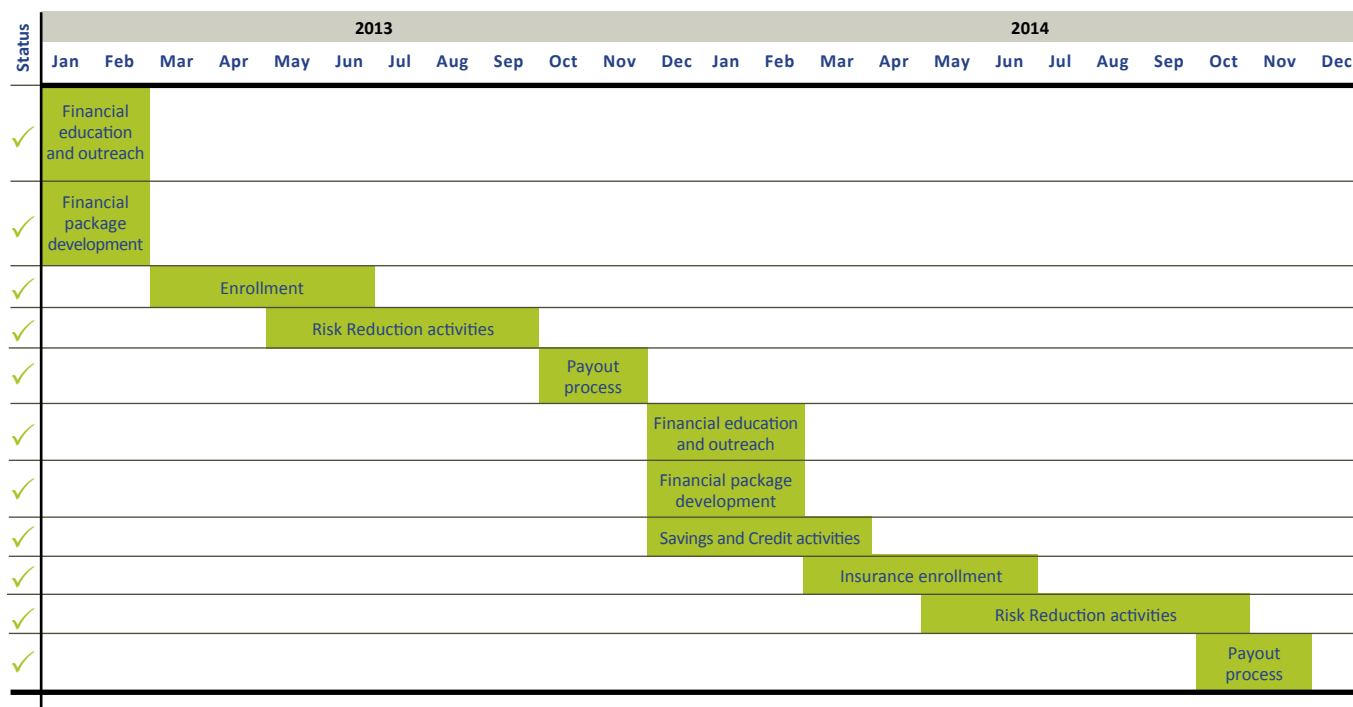 Status
2013
2014
Jan Feb Mar Apr May Jun Jul Aug Sep Oct Nov Dec Jan Feb Mar Apr May Jun Jul Aug Sep Oct Nov Dec
Financial
education
and outreach
Financial
package
development
Enrollment
Risk Reduction activities
Payout
process
Financial education
and outreach
Financial package
development
Savings and Credit activities
Insurance enrollment
Risk Reduction activities
Payout
process